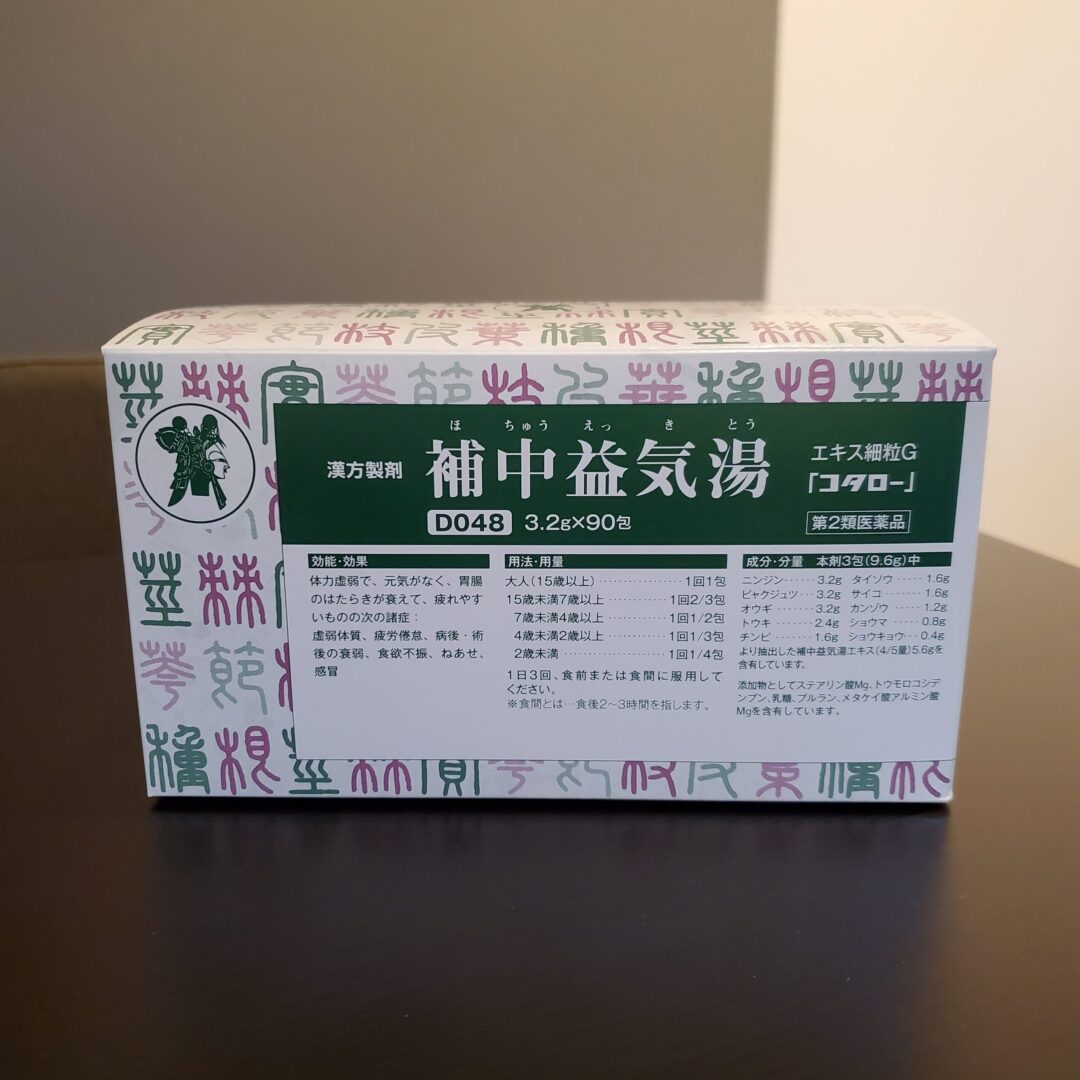 ほ ちゅう えっ き とう
漢方製剤 補中益気湯 エキス細粒G
「コタロー」
D048 3.2g×90包 第2類医薬品
効能・効果
体力虚弱で、元気がなく、胃腸
のはたらきが衰えて、疲れやす
いものの次の諸症:
虚弱体質、疲労倦怠、病後・術
後の衰弱、食欲不振、ねあせ、
感冒
用法・用量
大人(15歳以上)…………1回1包
15歳未満7歳以上…………1回2/3包
7歳未満4歳以上…………1回1/2包
4歳未満2歳以上…………1回1/3包
2歳未満…………1回1/4包
1日3回、食前または食間に服用して
ください。
※食間とは…食後2〜3時間を指します。
成分・分量 本剤3包(9.6g)中
ニンジン……3.2g タイソウ……1.6g
ビャクジュツ…3.2g サイコ……1.6g
オウギ……3.2g カンゾウ……1.2g
トウキ……2.4g ショウマ……0.8g
チンピ……1.6g ショウキョウ…0.4g
より抽出した補中益気湯エキス(4/5量)5.6gを
含有しています。
添加物としてステアリン酸Mg、トウモロコシデ
ンプン、乳糖、プルラン、メタケイ酸アルミン酸
Mgを含有しています。